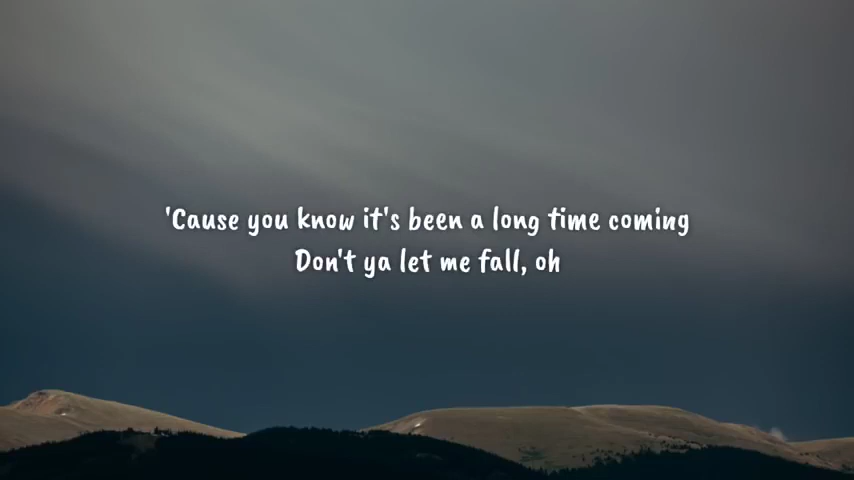 'Cause you know it's been a long time coming
Don't ya let me fall, oh